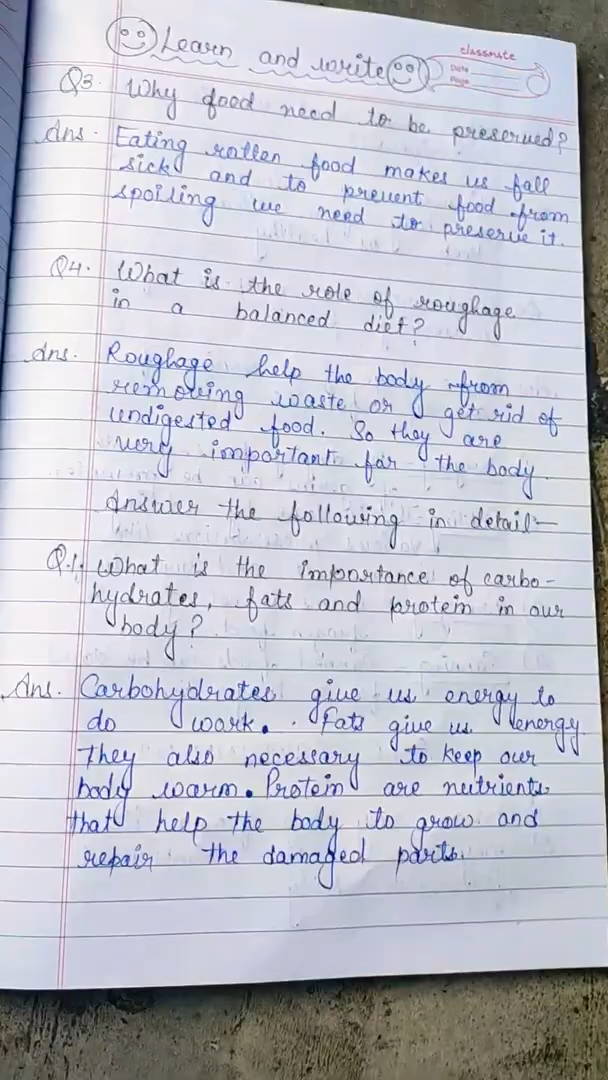 Learn and write
classmate
Date
Page
Q3. Why food need to be preserved?
Ans. Eating rotten food makes us fall
sick and to prevent food from
spoiling we need to preserve it.
Q4. What is the role of roughage
in a balanced diet?
Ans. Roughage help the body from
removing waste or get rid of
undigested food. So they are
very important for the body
Answer the following in detail-
Q.1. What is the importance of carbo-
hydrates, fats and protein in our
body?
Ans. Carbohydrates give us energy to
do work. Fats give us energy
they also necessary to keep our
body warm. Protein are nutrients
that help the body to grow and
repair the damaged parts.